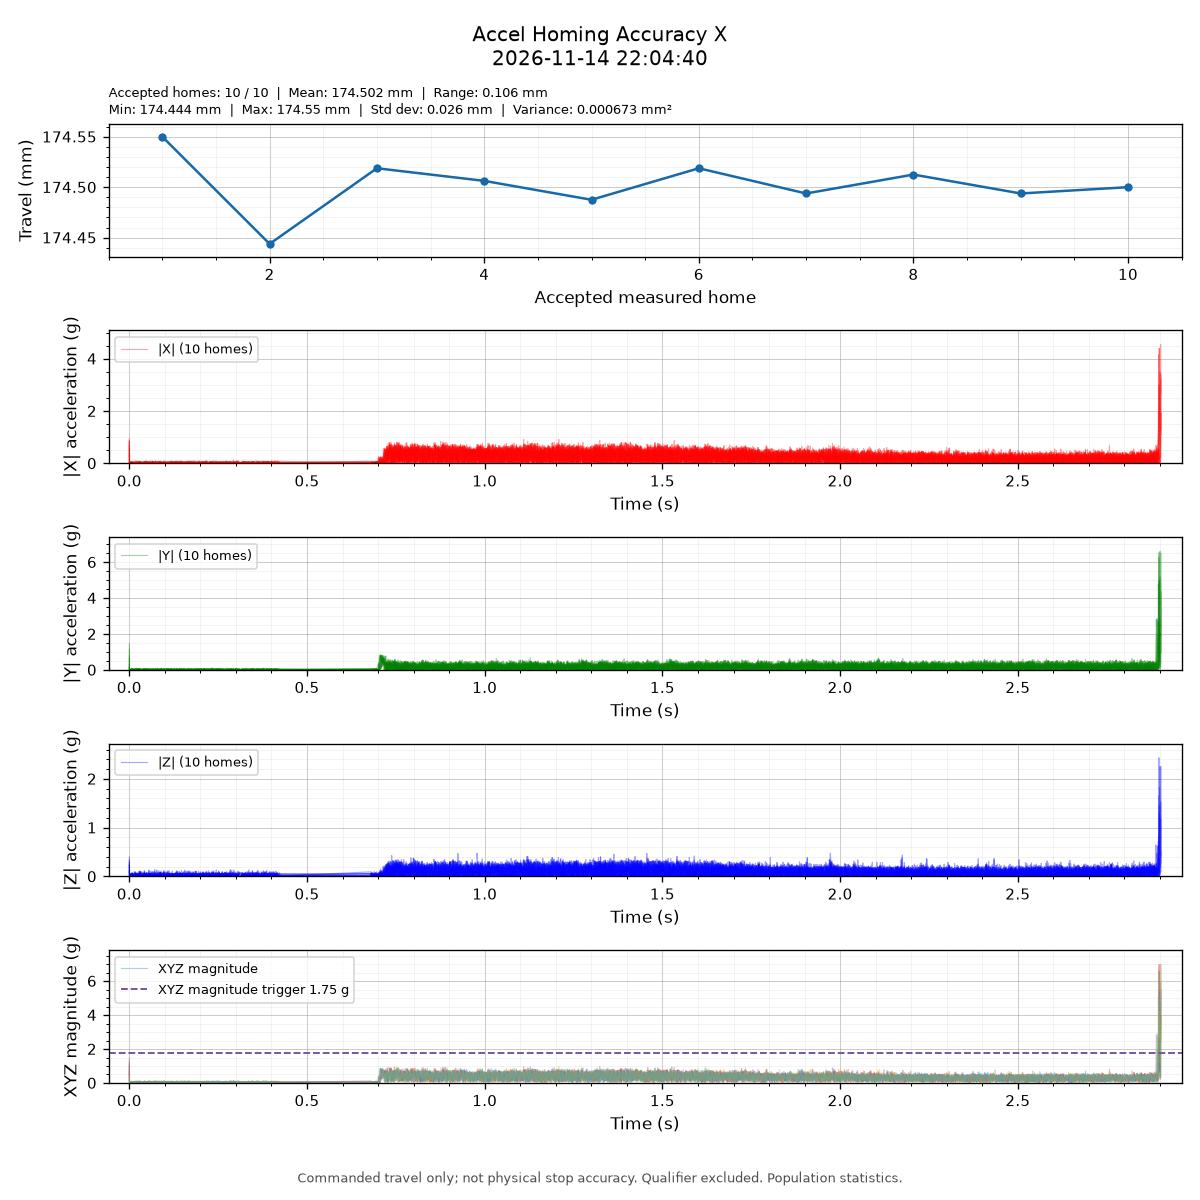 Accel Homing Accuracy X
2026-11-14 22:04:40
Accepted homes: 10 / 10 | Mean: 174.502 mm | Range: 0.106 mm
Min: 174.444 mm | Max: 174.55 mm | Std dev: 0.026 mm | Variance: 0.000673 mm²
Travel (mm)
174.55
174.50
174.45
2 4 6 8 10
Accepted measured home
|X| acceleration (g)
|X| (10 homes)
4
2
0
0.0 0.5 1.0 1.5 2.0 2.5
Time (s)
|Y| acceleration (g)
|Y| (10 homes)
6
4
2
0
0.0 0.5 1.0 1.5 2.0 2.5
Time (s)
|Z| acceleration (g)
|Z| (10 homes)
2
1
0
0.0 0.5 1.0 1.5 2.0 2.5
Time (s)
XYZ magnitude (g)
XYZ magnitude
XYZ magnitude trigger 1.75 g
6
4
2
0
0.0 0.5 1.0 1.5 2.0 2.5
Time (s)
Commanded travel only; not physical stop accuracy. Qualifier excluded. Population statistics.